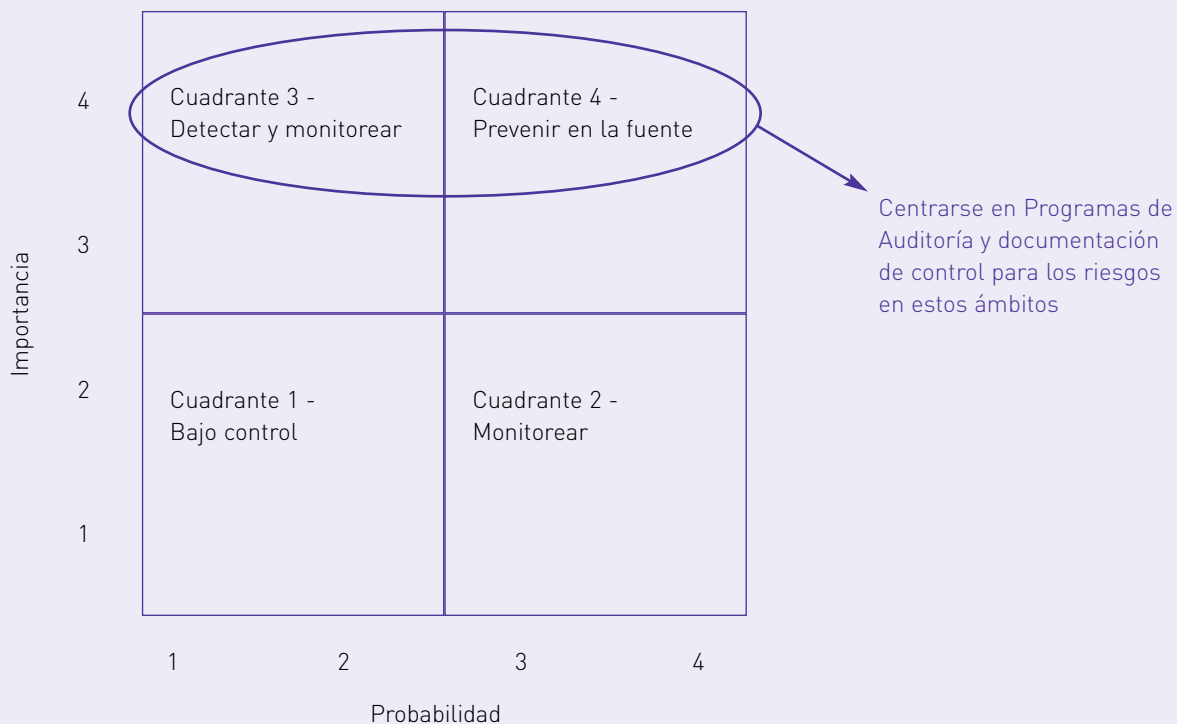 4
Cuadrante 3 -
Detectar y monitorear
Cuadrante 4 -
Prevenir en la fuente
Centrarse en Programas de
Auditoría y documentación
de control para los riesgos
en estos ámbitos
3
Importancia
2
Cuadrante 1 -
Bajo control
Cuadrante 2 -
Monitorear
1
1 2 3 4
Probabilidad